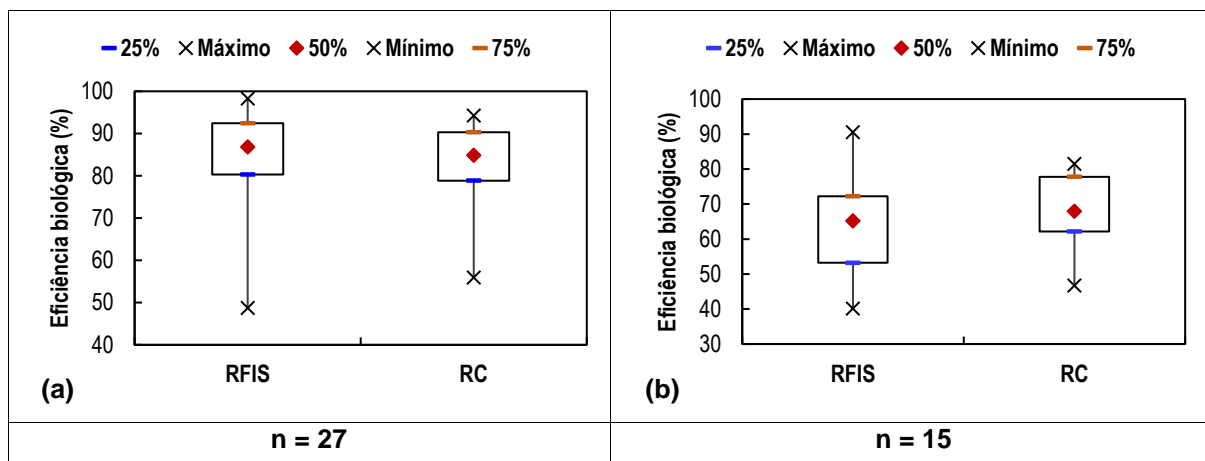 25% Máximo 50% Mínimo 75%
Eficiência biológica (%)
100
90
80
70
60
50
40
RFIS RC
(a)
n = 27
25% Máximo 50% Mínimo 75%
Eficiência biológica (%)
100
90
80
70
60
50
40
30
RFIS RC
(b)
n = 15